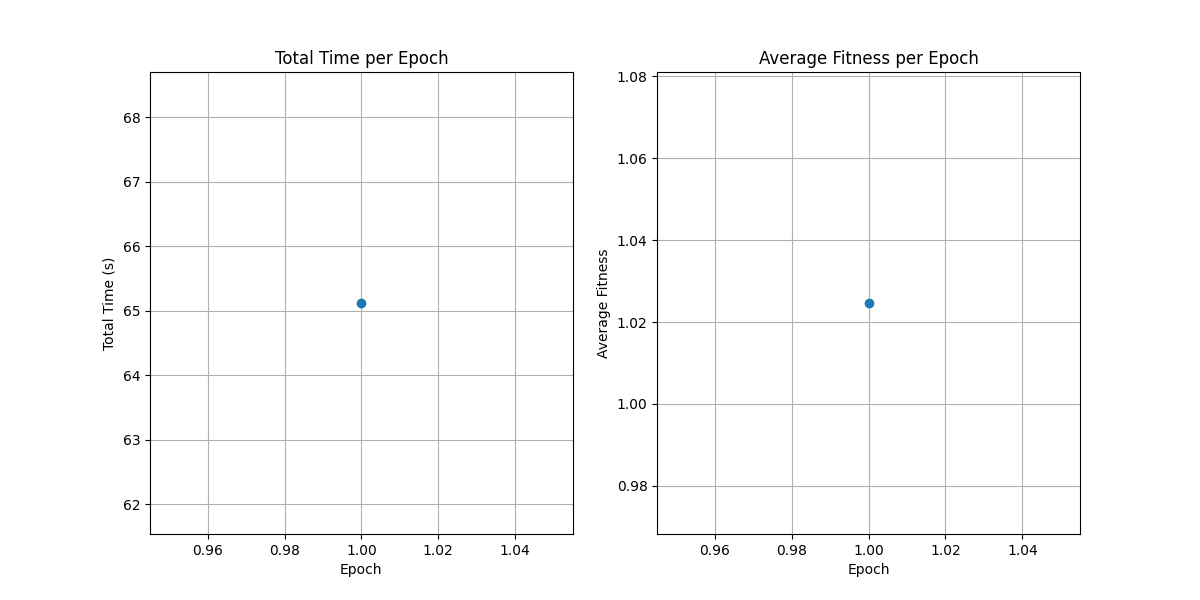 Total Time per Epoch
Total Time (s)
68
67
66
65
64
63
62
0.96 0.98 1.00 1.02 1.04
Epoch
Average Fitness per Epoch
Average Fitness
1.08
1.06
1.04
1.02
1.00
0.98
0.96 0.98 1.00 1.02 1.04
Epoch